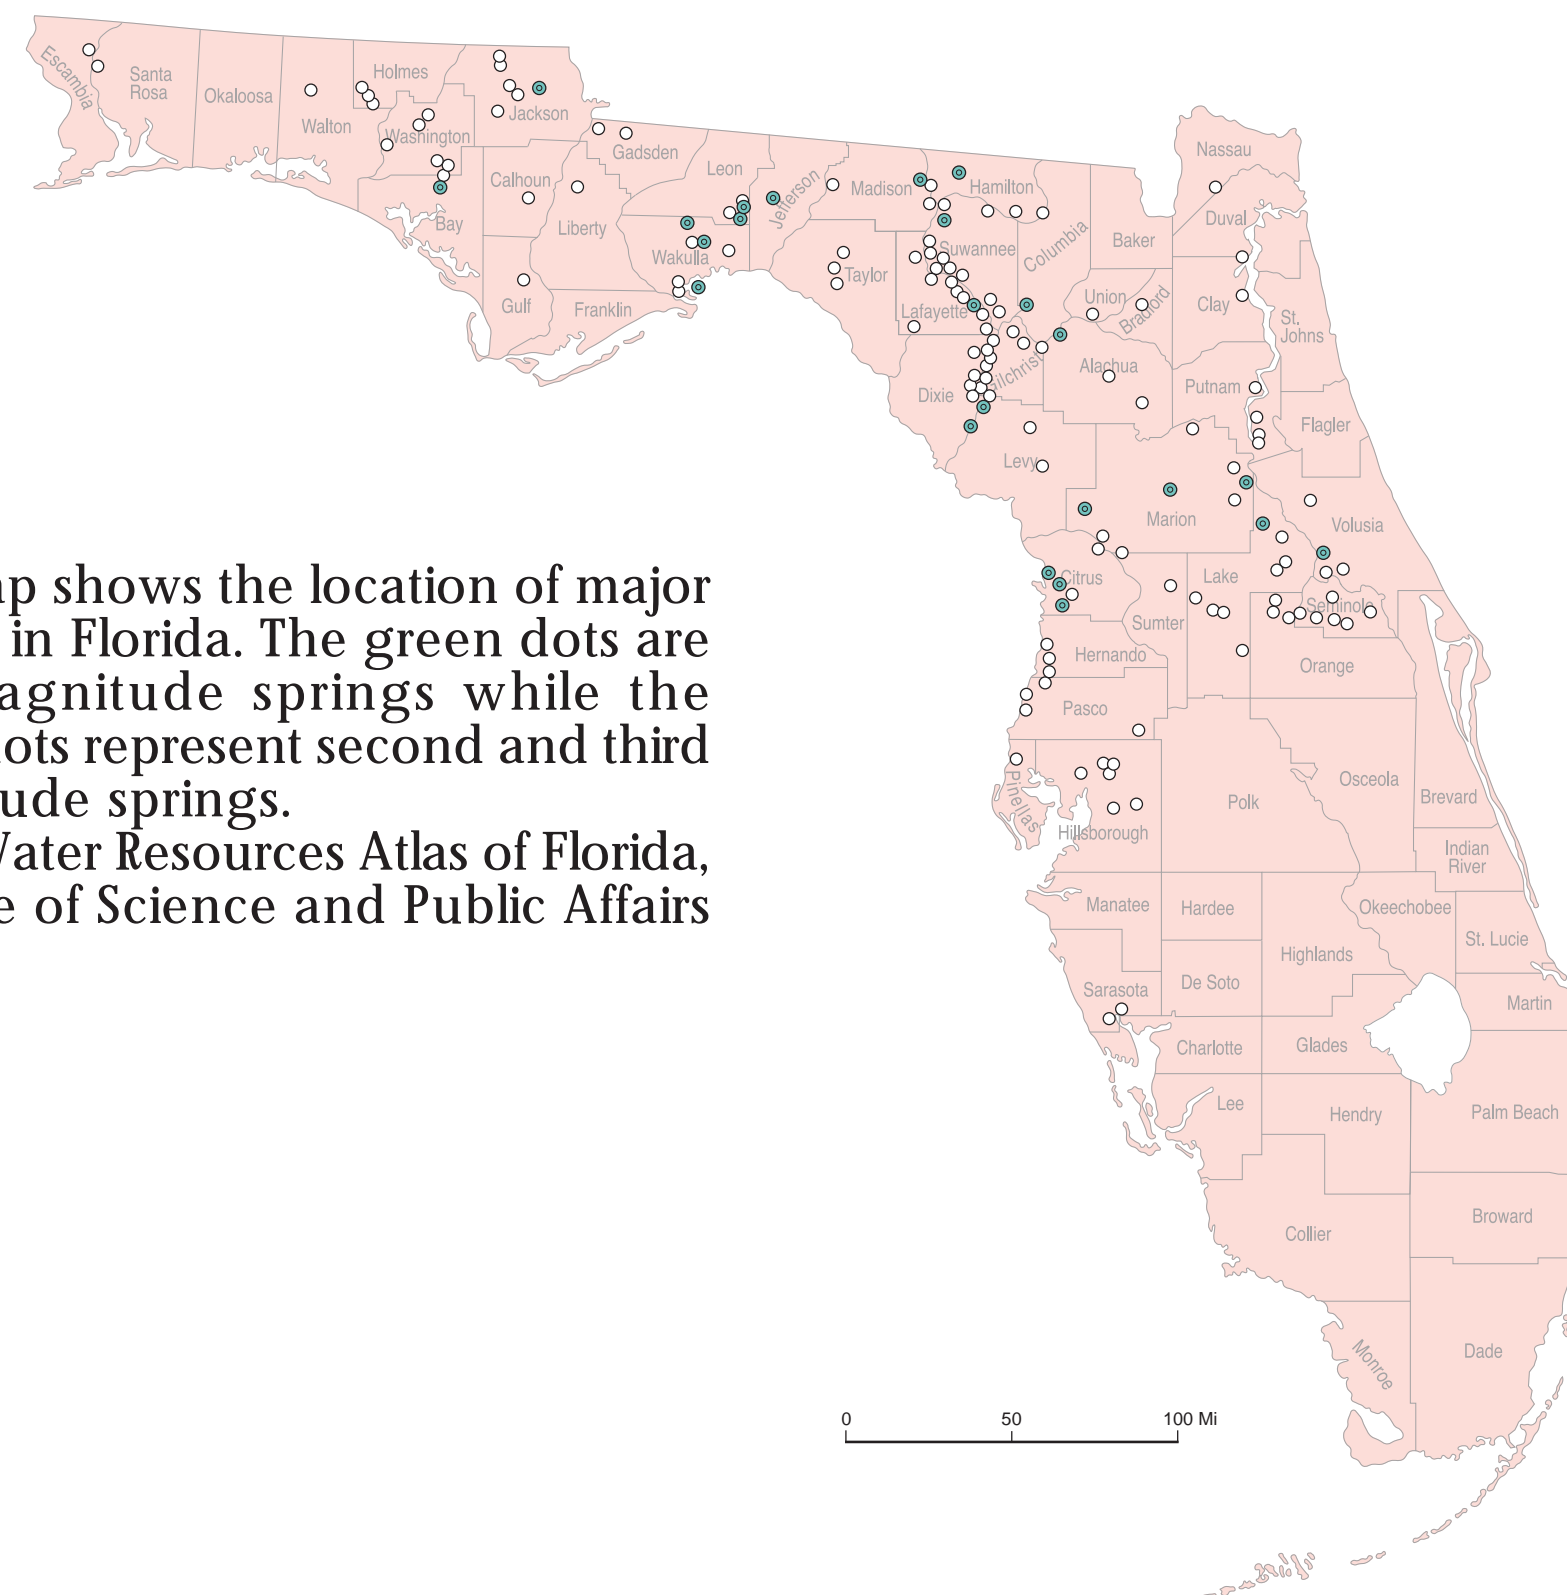 ap shows the location of major
in Florida. The green dots are
agnitude springs while the
ots represent second and third
ude springs.
Water Resources Atlas of Florida,
e of Science and Public Affairs
Escambia
Santa
Rosa
Okaloosa
Walton
Holmes
Washington
Jackson
Bay
Calhoun
Gulf
Liberty
Gadsden
Franklin
Leon
Wakulla
Jefferson
Madison
Taylor
Hamilton
Suwannee
Lafayette
Dixie
Columbia
Gilchrist
Levy
Baker
Union
Bradford
Alachua
Nassau
Duval
Clay
St.
Johns
Putnam
Flagler
Marion
Volusia
Citrus
Sumter
Lake
Seminole
Hernando
Orange
Pasco
Pinellas
Hillsborough
Polk
Osceola
Brevard
Indian
River
Manatee
Hardee
Okeechobee
Highlands
St. Lucie
Sarasota
De Soto
Martin
Charlotte
Glades
Lee
Hendry
Palm Beach
Collier
Broward
Monroe
Dade
0 50 100 Mi